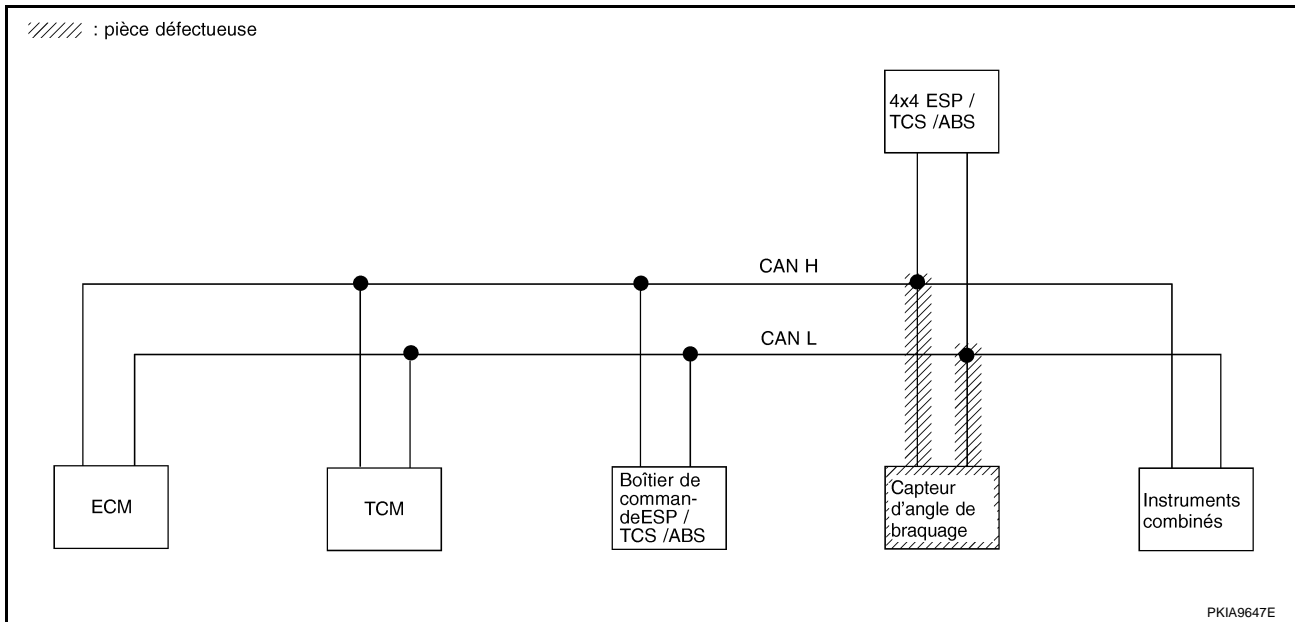 : pièce défectueuse
4x4 ESP /
TCS /ABS
CAN H
CAN L
ECM
TCM
Boîtier de
comman-
deESP /
TCS /ABS
Capteur
d'angle de
braquage
Instruments
combinés
PKIA9647E